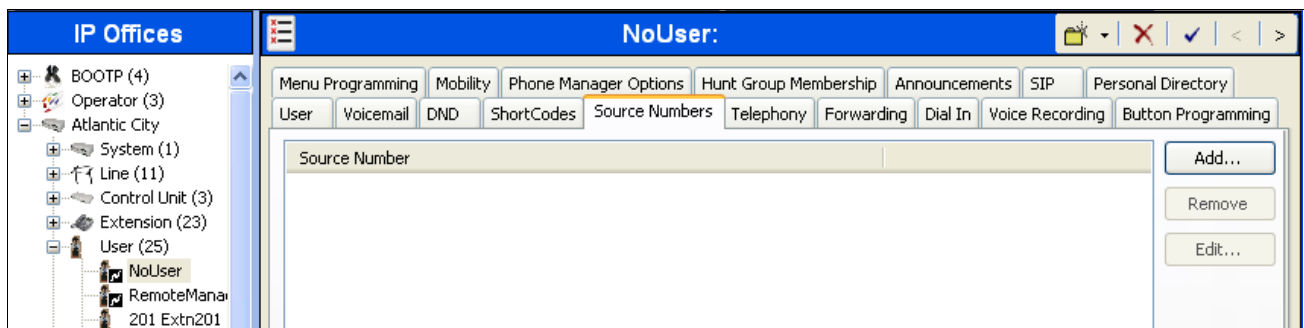 IP Offices
BOOTP (4)
Operator (3)
Atlantic City
System (1)
Line (11)
Control Unit (3)
Extension (23)
User (25)
NoUser
RemoteMana
201 Extn201
NoUser:
Menu Programming Mobility Phone Manager Options Hunt Group Membership Announcements SIP Personal Directory
User Voicemail DND ShortCodes Source Numbers Telephony Forwarding Dial In Voice Recording Button Programming
Source Number
Add...
Remove
Edit...